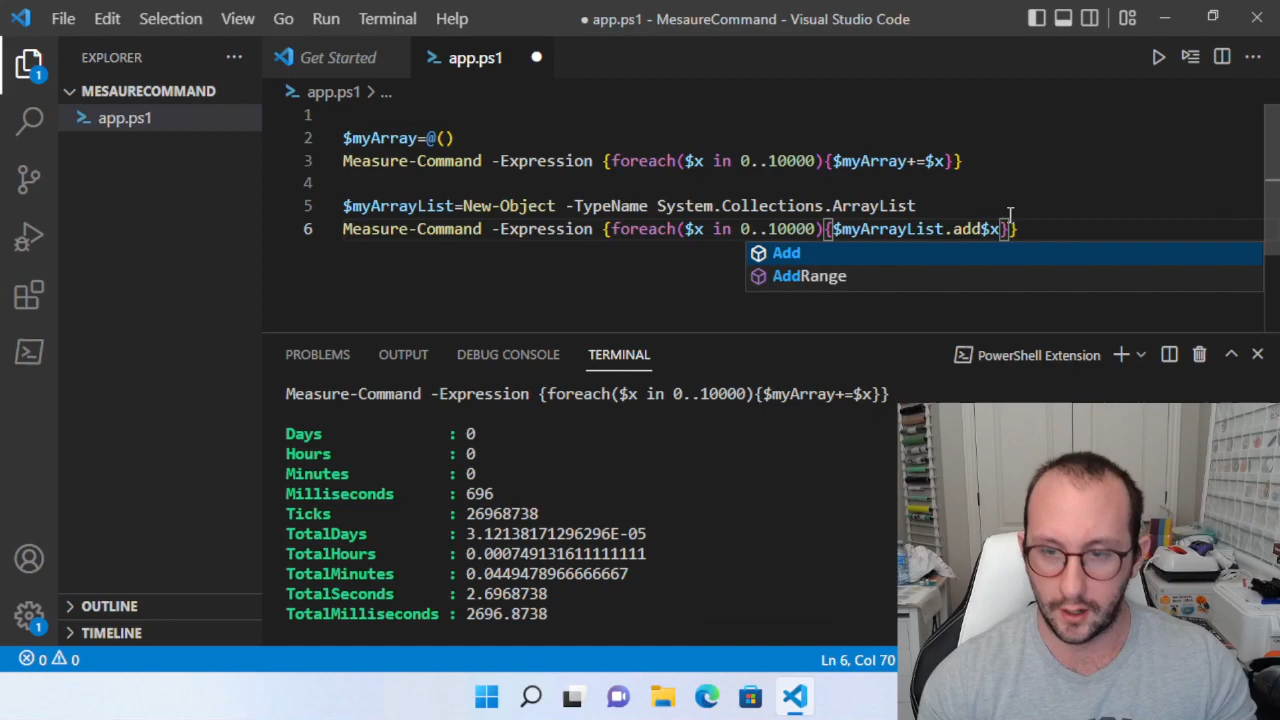 File Edit Selection View Go Run Terminal Help
● app.ps1 - MesaureCommand - Visual Studio Code
EXPLORER ···
Get Started
app.ps1
MESAURECOMMAND
app.ps1
app.ps1 > ...
1
2 $myArray=@()
3 Measure-Command -Expression {foreach($x in 0..10000){$myArray+=$x}}
4
5 $myArrayList=New-Object -TypeName System.Collections.ArrayList
6 Measure-Command -Expression {foreach($x in 0..10000){$myArrayList.add$x}}
Add
AddRange
PROBLEMS OUTPUT DEBUG CONSOLE TERMINAL
PowerShell Extension
Measure-Command -Expression {foreach($x in 0..10000){$myArray+=$x}}
Days : 0
Hours : 0
Minutes : 0
Milliseconds : 696
Ticks : 26968738
TotalDays : 3.12138171296296E-05
TotalHours : 0.000749131611111111
TotalMinutes : 0.0449478966666667
TotalSeconds : 2.6968738
TotalMilliseconds : 2696.8738
OUTLINE
TIMELINE
1
1
0 0
Ln 6, Col 70